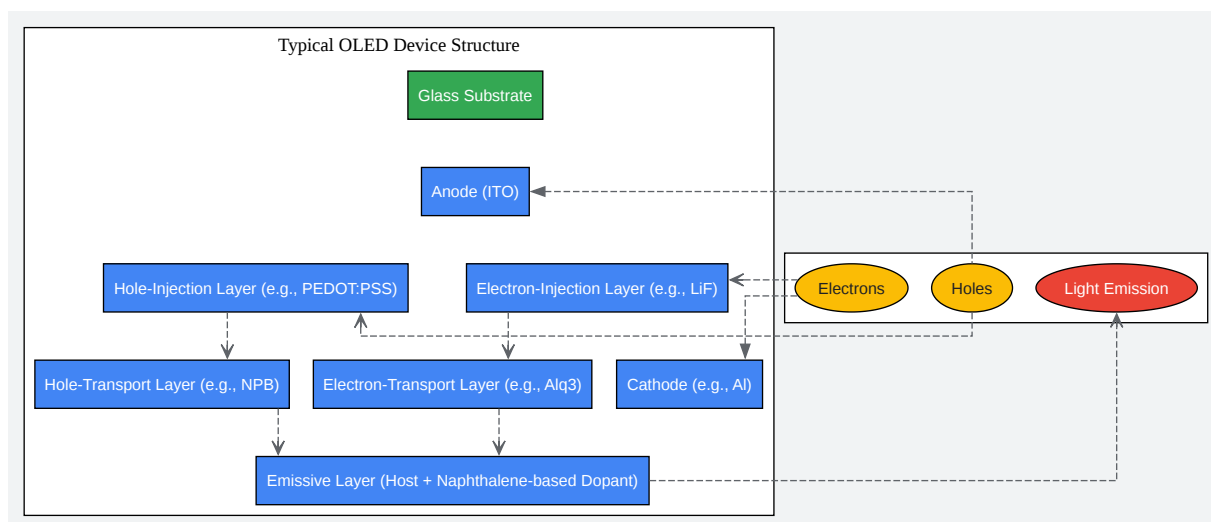 Typical OLED Device Structure
Glass Substrate
Anode (ITO)
Hole-Injection Layer (e.g., PEDOT:PSS)
Electron-Injection Layer (e.g., LiF)
Electrons
Holes
Light Emission
Hole-Transport Layer (e.g., NPB)
Electron-Transport Layer (e.g., Alq3)
Cathode (e.g., Al)
Emissive Layer (Host + Naphthalene-based Dopant)